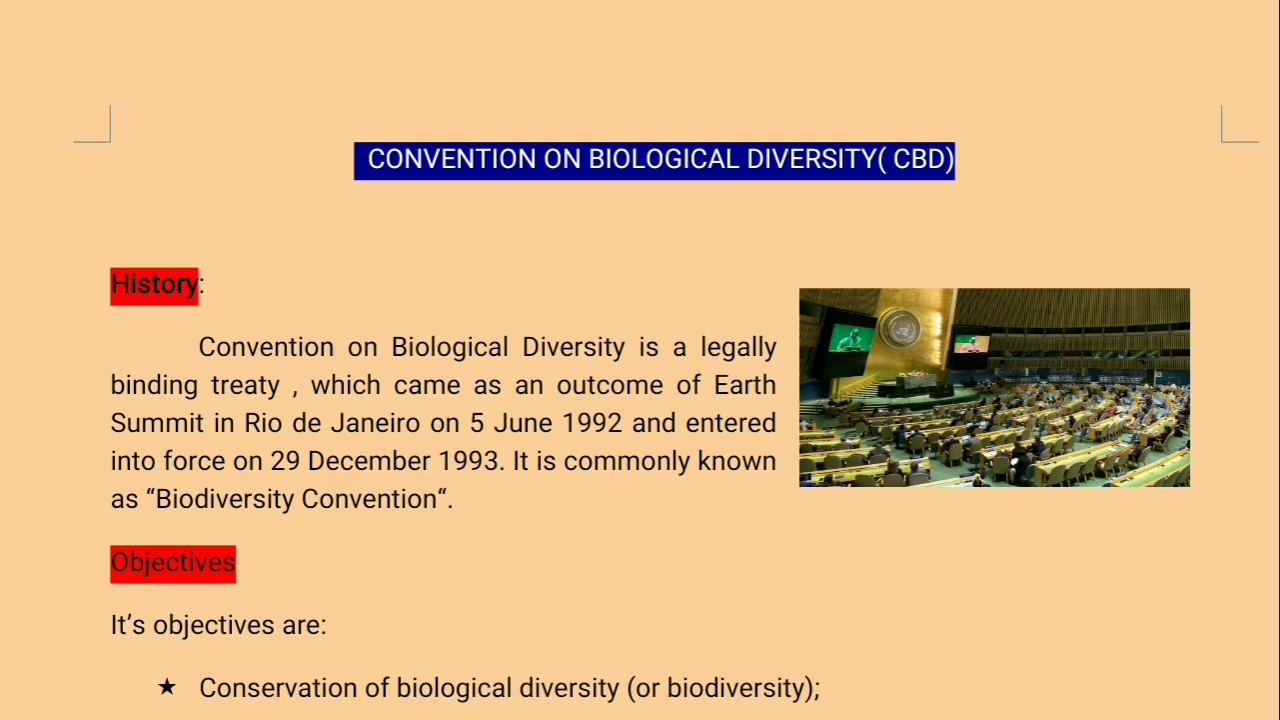 CONVENTION ON BIOLOGICAL DIVERSITY( CBD)
History:
Convention on Biological Diversity is a legally
binding treaty , which came as an outcome of Earth
Summit in Rio de Janeiro on 5 June 1992 and entered
into force on 29 December 1993. It is commonly known
as “Biodiversity Convention“.
Objectives
It’s objectives are:
★ Conservation of biological diversity (or biodiversity);